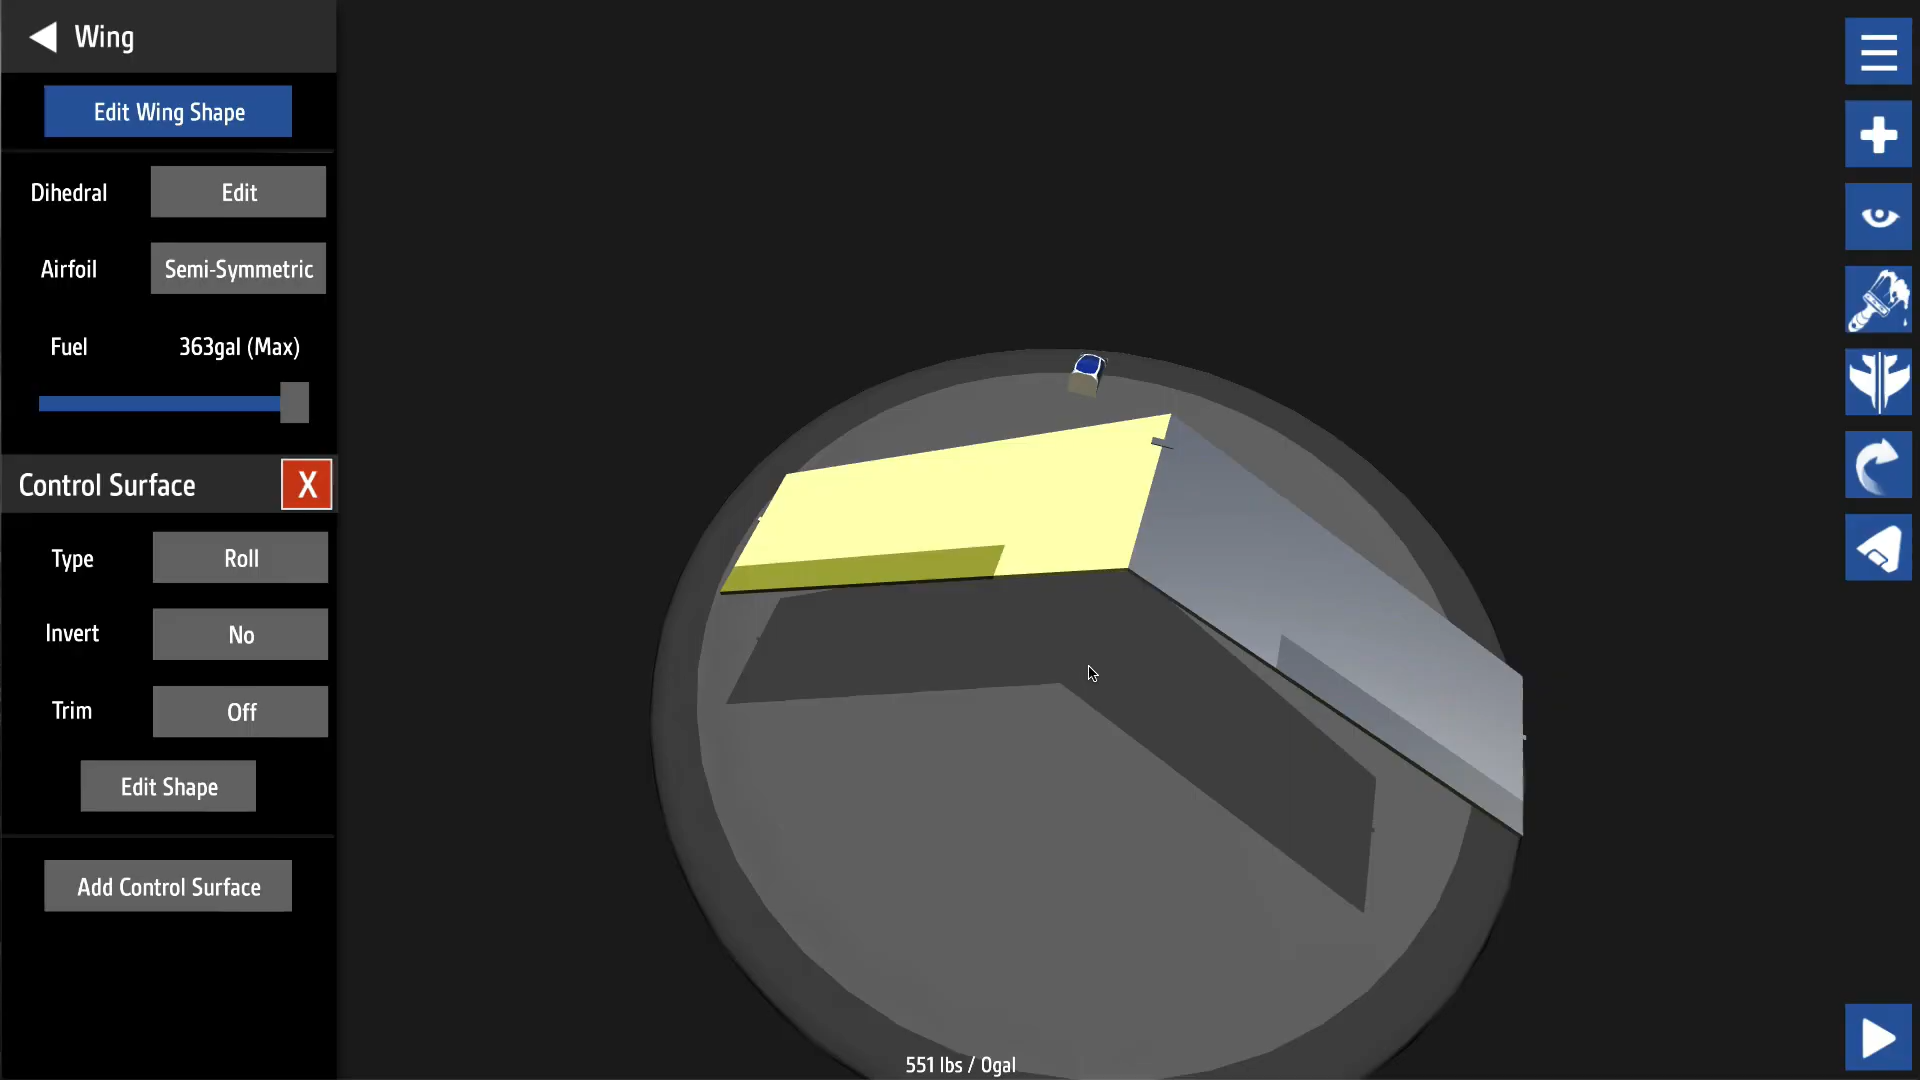 Wing
Edit Wing Shape
Dihedral Edit
Airfoil Semi-Symmetric
Fuel 363gal (Max)
Control Surface X
Type Roll
Invert No
Trim Off
Edit Shape
Add Control Surface
551 lbs / 0gal